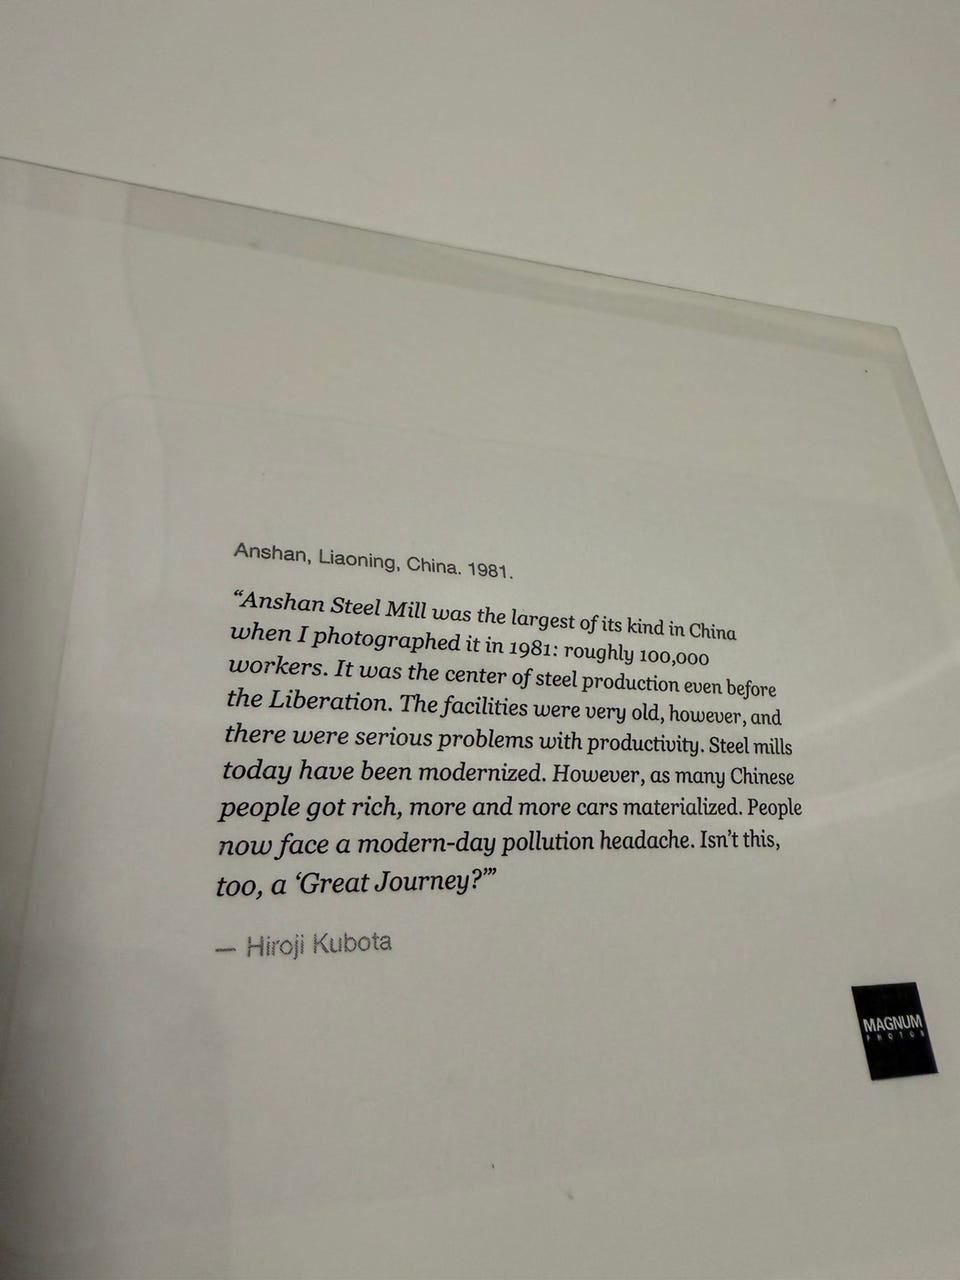 Anshan, Liaoning, China. 1981.
“Anshan Steel Mill was the largest of its kind in China
when I photographed it in 1981: roughly 100,000
workers. It was the center of steel production even before
the Liberation. The facilities were very old, however, and
there were serious problems with productivity. Steel mills
today have been modernized. However, as many Chinese
people got rich, more and more cars materialized. People
now face a modern-day pollution headache. Isn’t this,
too, a ‘Great Journey?’”
— Hiroji Kubota
MAGNUM
PHOTOS